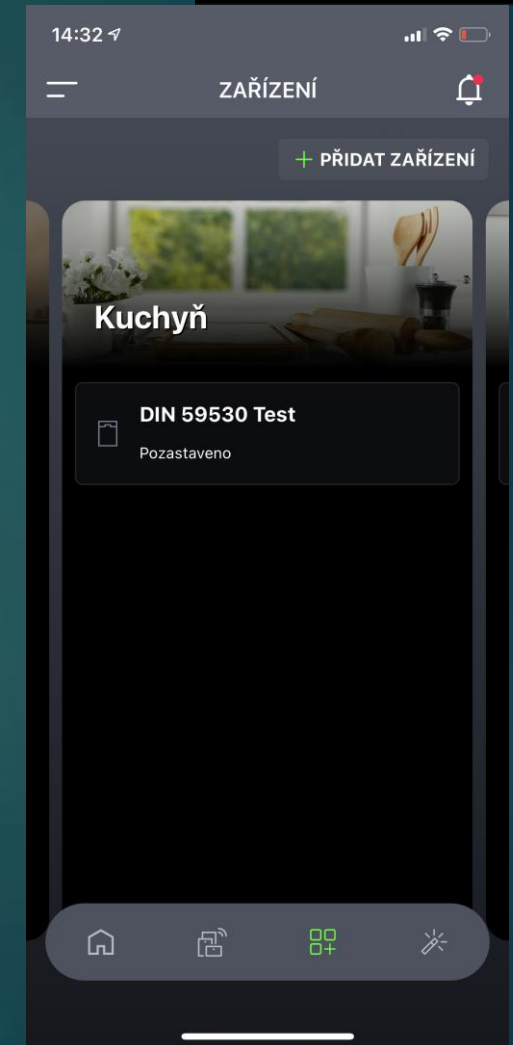 14:32
ZAŘÍZENÍ
+ PŘIDAT ZAŘÍZENÍ
Kuchyň
DIN 59530 Test
Pozastaveno